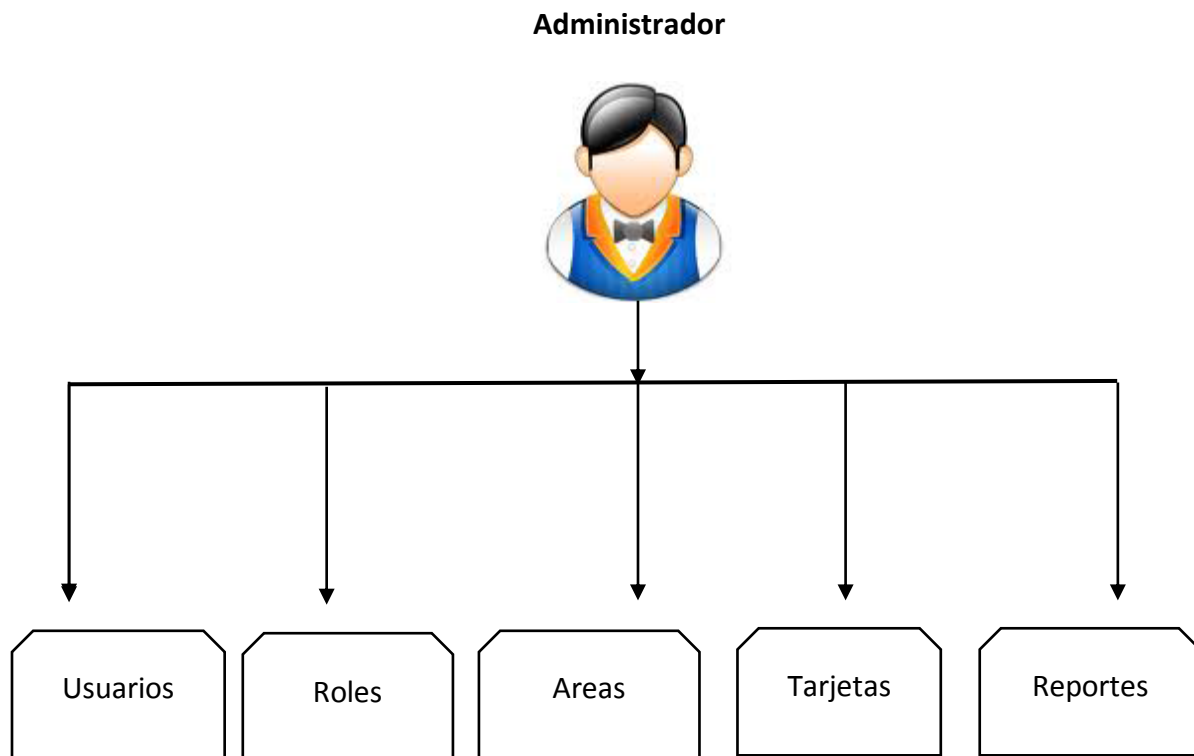 Administrador
Usuarios
Roles
Areas
Tarjetas
Reportes